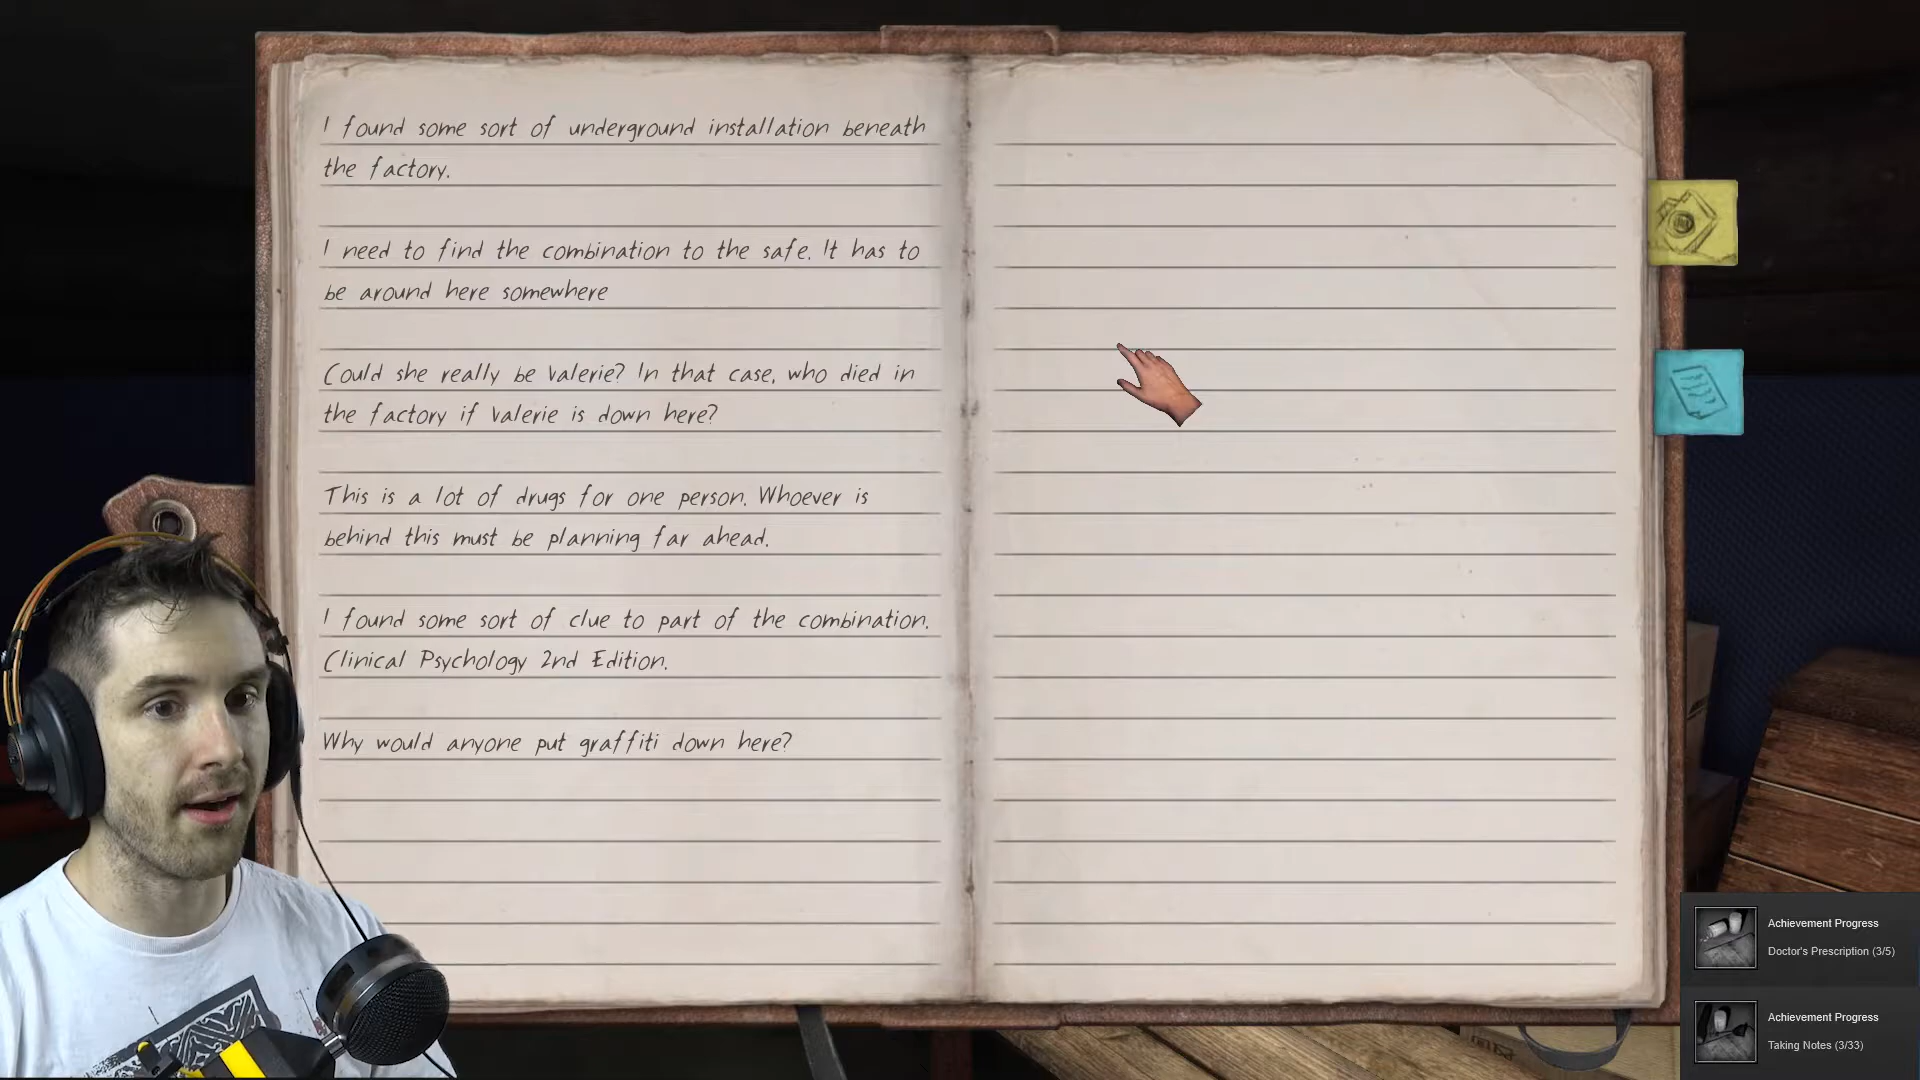 I found some sort of underground installation beneath
the factory.
I need to find the combination to the safe. It has to
be around here somewhere
Could she really be Valerie? In that case, who died in
the factory if Valerie is down here?
This is a lot of drugs for one person. Whoever is
behind this must be planning far ahead.
I found some sort of clue to part of the combination.
Clinical Psychology 2nd Edition.
Why would anyone put graffiti down here?
Achievement Progress
Doctor's Prescription (3/5)
Achievement Progress
Taking Notes (3/33)